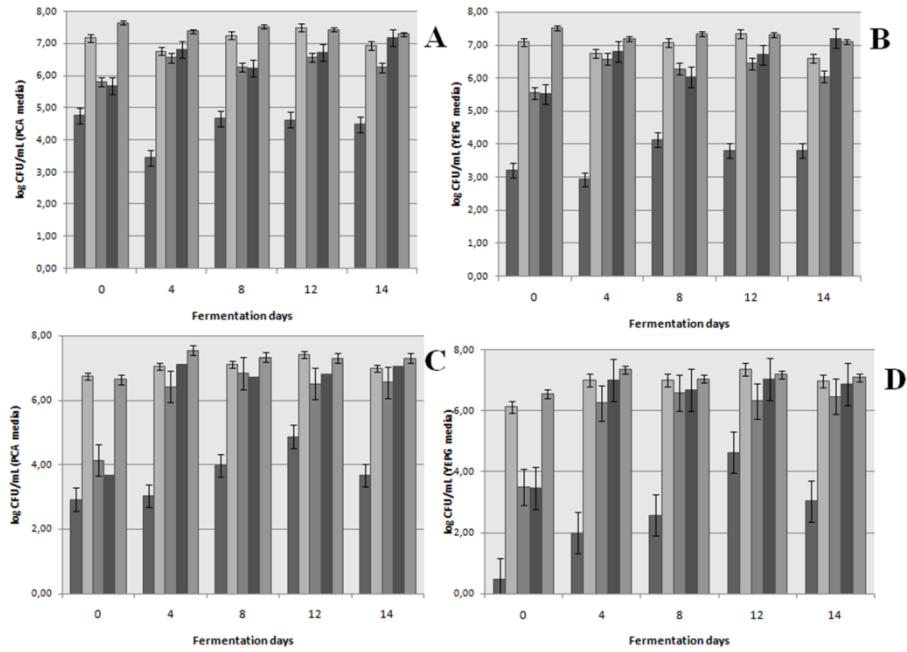 8,00
7,00
6,00
5,00
4,00
3,00
2,00
1,00
0,00
log CFU/mL (PCA media)
0 4 8 12 14
Fermentation days
A
8,00
7,00
6,00
5,00
4,00
3,00
2,00
1,00
0,00
log CFU/mL (YEPG media)
0 4 8 12 14
Fermentation days
B
8,00
6,00
4,00
2,00
0,00
log CFU/mL (PCA media)
0 4 8 12 14
Fermentation days
C
8,00
6,00
4,00
2,00
0,00
log CFU/mL (YEPG media)
0 4 8 12 14
Fermentation days
D